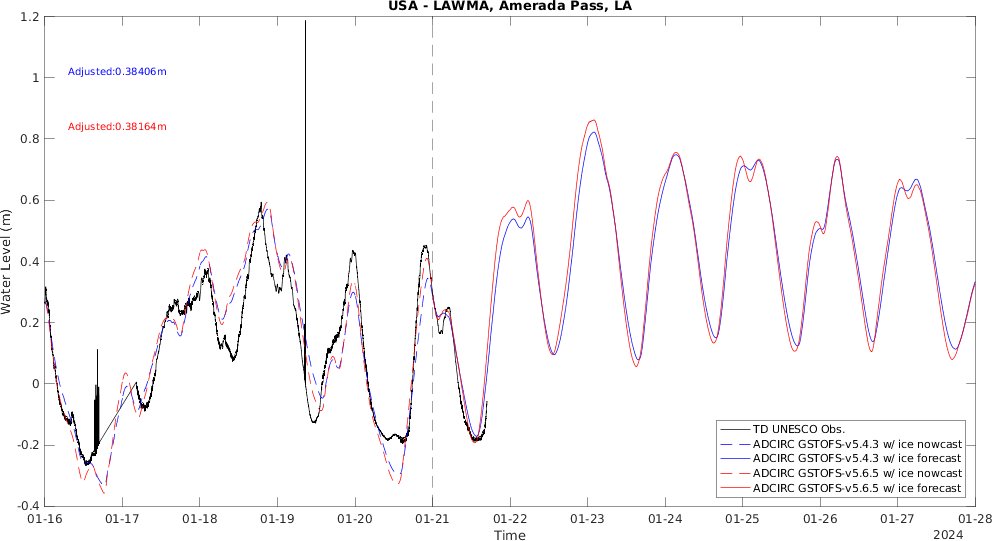 USA - LAWMA, Amerada Pass, LA
1.2
1
0.8
0.6
0.4
0.2
0
-0.2
-0.4
Water Level (m)
Adjusted:0.38406m
Adjusted:0.38164m
TD UNESCO Obs.
ADCIRC GSTOFS-v5.4.3 w/ ice nowcast
ADCIRC GSTOFS-v5.4.3 w/ ice forecast
ADCIRC GSTOFS-v5.6.5 w/ ice nowcast
ADCIRC GSTOFS-v5.6.5 w/ ice forecast
01-16 01-17 01-18 01-19 01-20 01-21 01-22 01-23 01-24 01-25 01-26 01-27 01-28
Time
2024